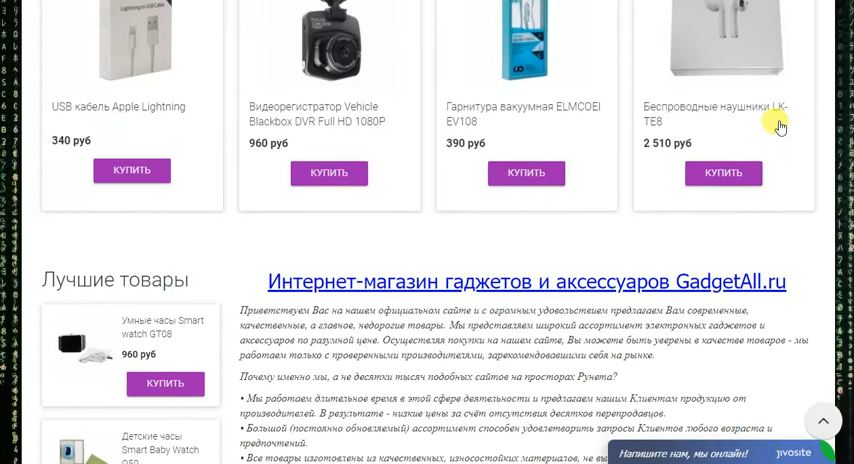 Lightning to USB Cable
USB кабель Apple Lightning
340 руб
КУПИТЬ
Видеорегистратор Vehicle
Blackbox DVR Full HD 1080P
960 руб
КУПИТЬ
Гарнитура вакуумная ELMCOEI
EV108
390 руб
КУПИТЬ
Беспроводные наушники LK-
TE8
2 510 руб
КУПИТЬ
Лучшие товары
Умные часы Smart
watch GT08
960 руб
КУПИТЬ
Детские часы
Smart Baby Watch
Q50
Интернет-магазин гаджетов и аксессуаров GadgetAll.ru
Приветствуем Вас на нашем официальном сайте и с огромным удовольствием предлагаем Вам современные,
качественные, а главное, недорогие товары. Мы представляем широкий ассортимент электронных гаджетов и
аксессуаров по разумной цене. Осуществляя покупки на нашем сайте, Вы можете быть уверены в качестве товаров - мы
работаем только с проверенными производителями, зарекомендовавшими себя на рынке.
Почему именно мы, а не десятки тысяч подобных сайтов на просторах Рунета?
• Мы работаем длительное время в этой сфере деятельности и предлагаем нашим Клиентам продукцию от
производителей. В результате - низкие цены за счёт отсутствия десятков перепродавцов.
• Большой (постоянно обновляемый) ассортимент способен удовлетворить запросы Клиентов любого возраста и
предпочтений.
• Все товары изготовлены из качественных, износостойких материалов, не вы
Напишите нам, мы онлайн!
jivosite